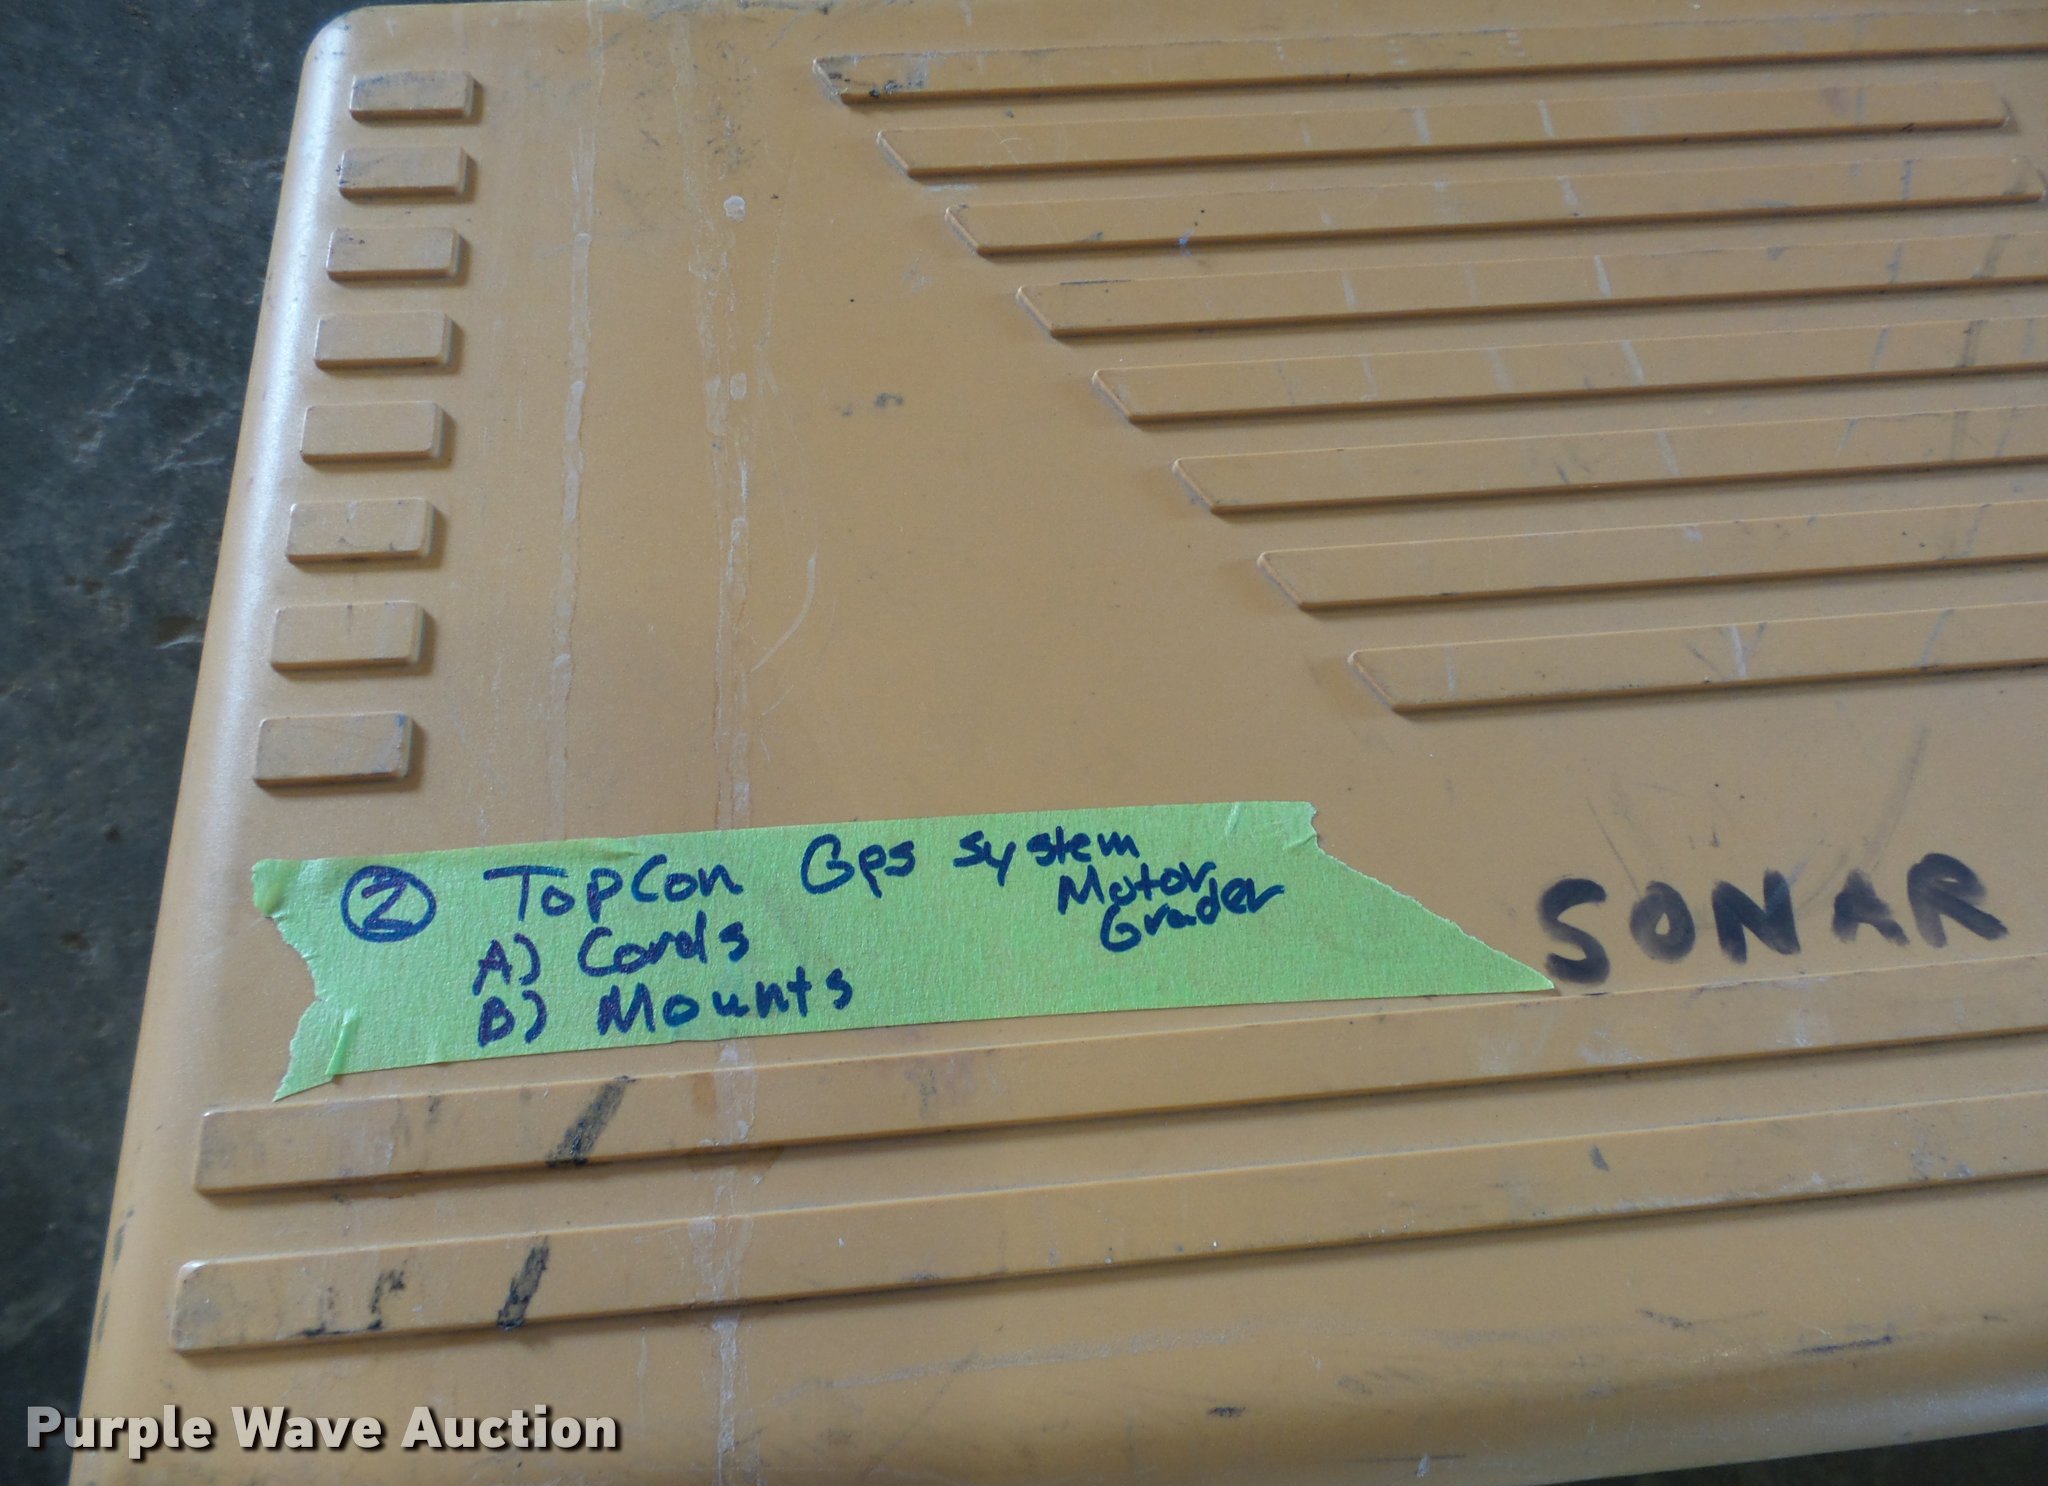 ② TopCon Gps system
Motor
Grader
A) Cords
B) Mounts
SONAR
Purple Wave Auction